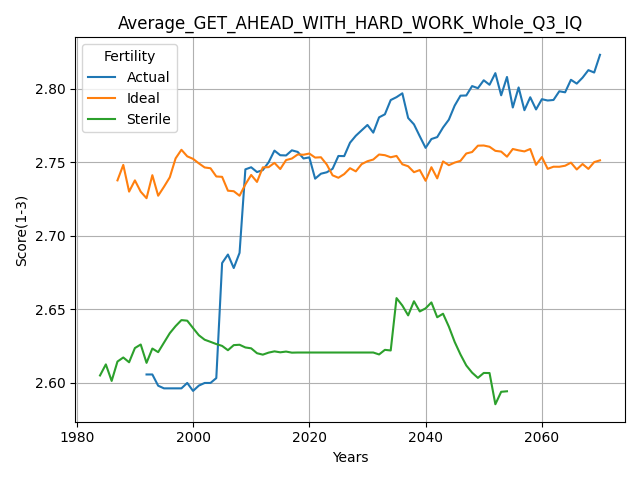 Average_GET_AHEAD_WITH_HARD_WORK_Whole_Q3_IQ
Fertility
Actual
Ideal
Sterile
Score(1-3)
2.80
2.75
2.70
2.65
2.60
1980
2000
2020
2040
2060
Years